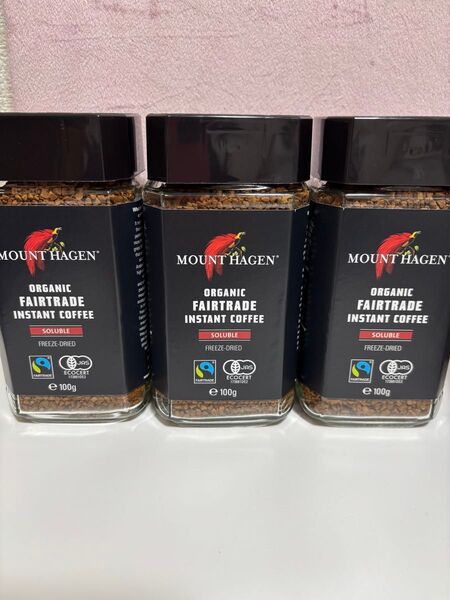 MOUNT HAGEN®
ORGANIC
FAIRTRADE
INSTANT COFFEE
SOLUBLE
FREEZE-DRIED
FAIRTRADE
JAS
ECOCERT
℮ 100g
MOUNT HAGEN®
ORGANIC
FAIRTRADE
INSTANT COFFEE
SOLUBLE
FREEZE-DRIED
FAIRTRADE
JAS
ECOCERT
℮ 100g
MOUNT HAGEN®
ORGANIC
FAIRTRADE
INSTANT COFFEE
SOLUBLE
FREEZE-DRIED
FAIRTRADE
JAS
ECOCERT
℮ 100g